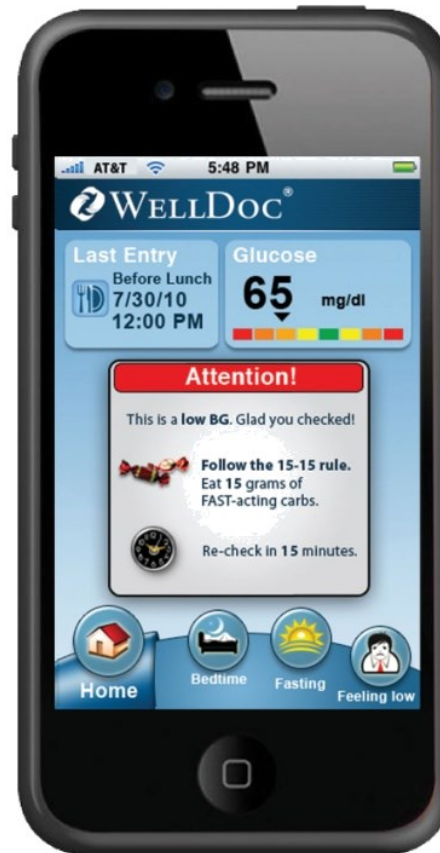 AT&T 5:48 PM
WELLDOC®
Last Entry
Before Lunch
7/30/10
12:00 PM
Glucose
65 mg/dl
Attention!
This is a low BG. Glad you checked!
Follow the 15-15 rule.
Eat 15 grams of
FAST-acting carbs.
Re-check in 15 minutes.
Home
Bedtime
Fasting
Feeling low